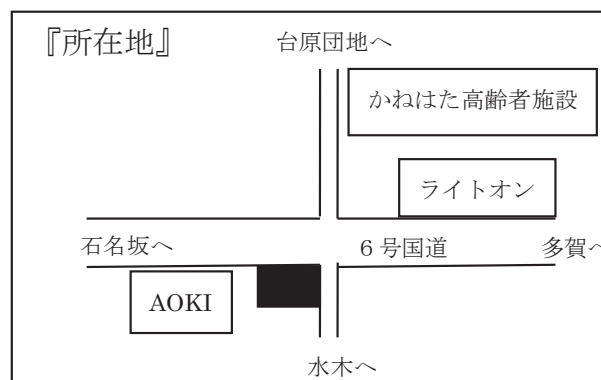 『所在地』
台原団地へ
かねはた高齢者施設
ライトオン
石名坂へ
6号国道
多賀へ
AOKI
水木へ